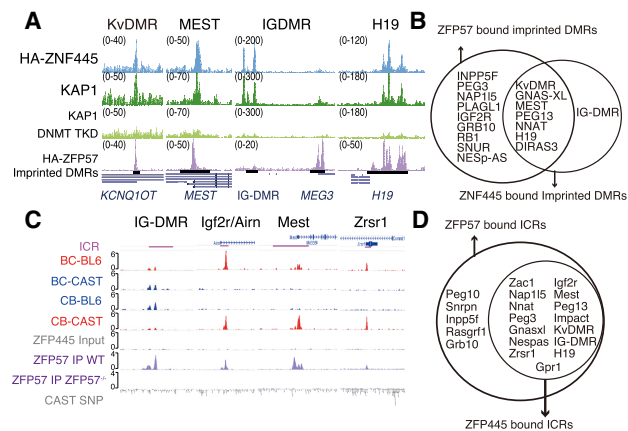 A
KvDMR MEST IGDMR H19
HA-ZNF445 (0-40) (0-50) (0-200) (0-120)
KAP1 (0-50) (0-70) (0-300) (0-180)
KAP1
DNMT TKD (0-50) (0-70) (0-300) (0-180)
HA-ZFP57 (0-40) (0-50) (0-20) (0-50)
Imprinted DMRs
KCNQ1OT MEST IG-DMR MEG3 H19
B
ZFP57 bound imprinted DMRs
INPP5F
PEG3
NAP1l5
PLAGL1
IGF2R
GRB10
RB1
SNUR
NESp-AS
KvDMR
GNAS-XL
MEST
PEG13
NNAT
H19
DIRAS3
IG-DMR
ZNF445 bound Imprinted DMRs
C
IG-DMR Igf2r/Airn Mest Zrsr1
ICR
BC-BL6 6
BC-CAST
CB-BL6 6
CB-CAST 6
ZFP445 Input 4
ZFP57 IP WT 4
ZFP57 IP ZFP57-/- 4
CAST SNP
D
ZFP57 bound ICRs
Peg10
Snrpn
Inpp5f
Rasgrf1
Grb10
Zac1 Igf2r
Nap1l5 Mest
Nnat Peg13
Peg3 Impact
Gnasxl KvDMR
Nespas IG-DMR
Zrsr1 H19
Gpr1
ZFP445 bound ICRs